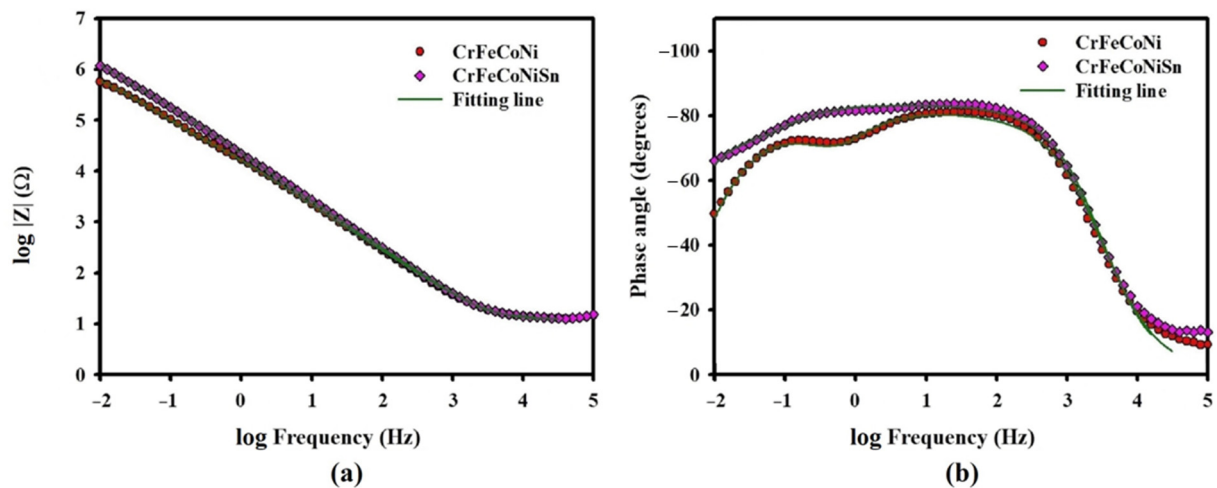 7
6
5
4
3
2
1
0
log |Z| (Ω)
CrFeCoNi
CrFeCoNiSn
Fitting line
−2 −1 0 1 2 3 4 5
log Frequency (Hz)
(a)
−100
−80
−60
−40
−20
0
Phase angle (degrees)
CrFeCoNi
CrFeCoNiSn
Fitting line
−2 −1 0 1 2 3 4 5
log Frequency (Hz)
(b)